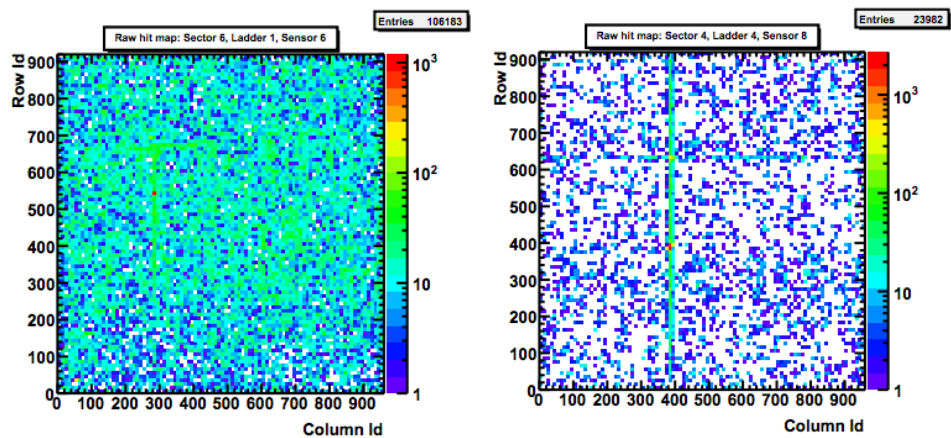 Entries 106183
Raw hit map: Sector 6, Ladder 1, Sensor 6
Row Id
900
800
700
600
500
400
300
200
100
0
0 100 200 300 400 500 600 700 800 900
Column Id
10³
10²
10
1
Entries 23982
Raw hit map: Sector 4, Ladder 4, Sensor 8
Row Id
900
800
700
600
500
400
300
200
100
0
0 100 200 300 400 500 600 700 800 900
Column Id
10³
10²
10
1